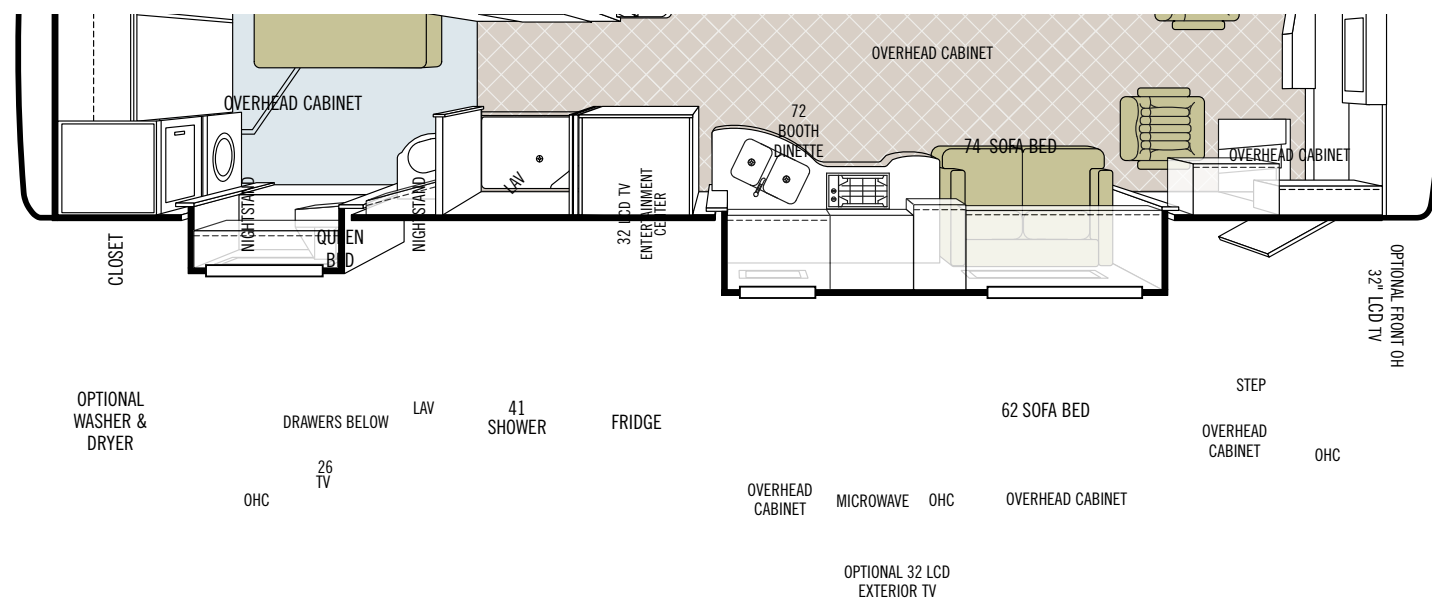 OVERHEAD CABINET
OVERHEAD CABINET
72
BOOTH
DINETTE
74 SOFA BED
OVERHEAD CABINET
LAV
NIGHTSTAND
NIGHTSTAND
32 LCD TV
ENTERTAINMENT
CENTER
QUEEN
BED
CLOSET
OPTIONAL FRONT OH
32" LCD TV
OPTIONAL
WASHER &
DRYER
DRAWERS BELOW
LAV
41
SHOWER
FRIDGE
62 SOFA BED
STEP
OVERHEAD
CABINET
OHC
26
TV
OHC
OVERHEAD
CABINET
MICROWAVE
OHC
OVERHEAD CABINET
OPTIONAL 32 LCD
EXTERIOR TV